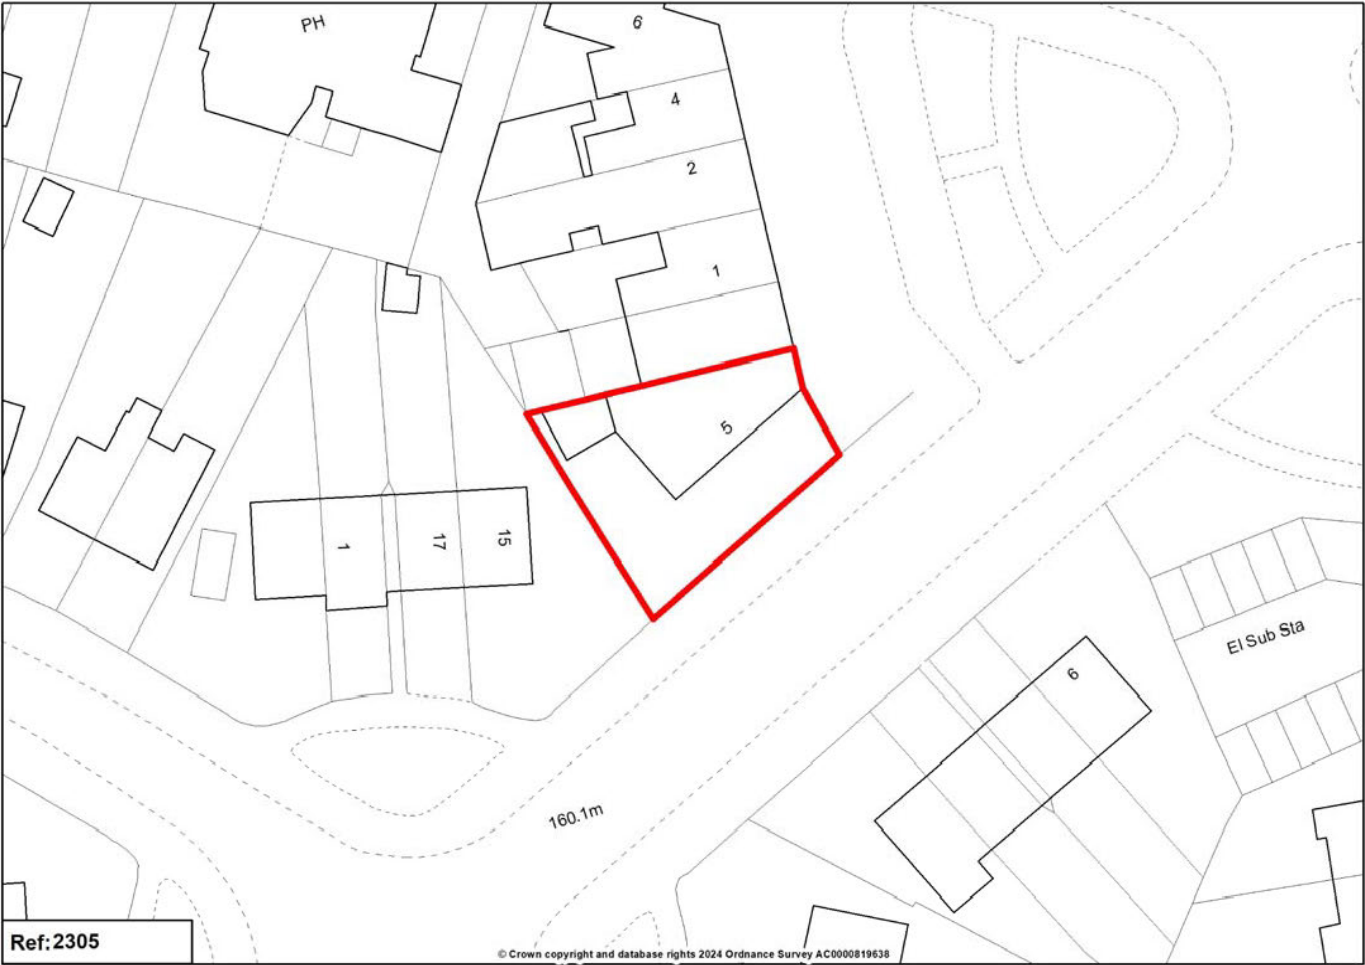 PH
6
4
2
1
5
1
17
15
El Sub Sta
6
160.1m
Ref:2305
© Crown copyright and database rights 2024 Ordnance Survey AC0000819638